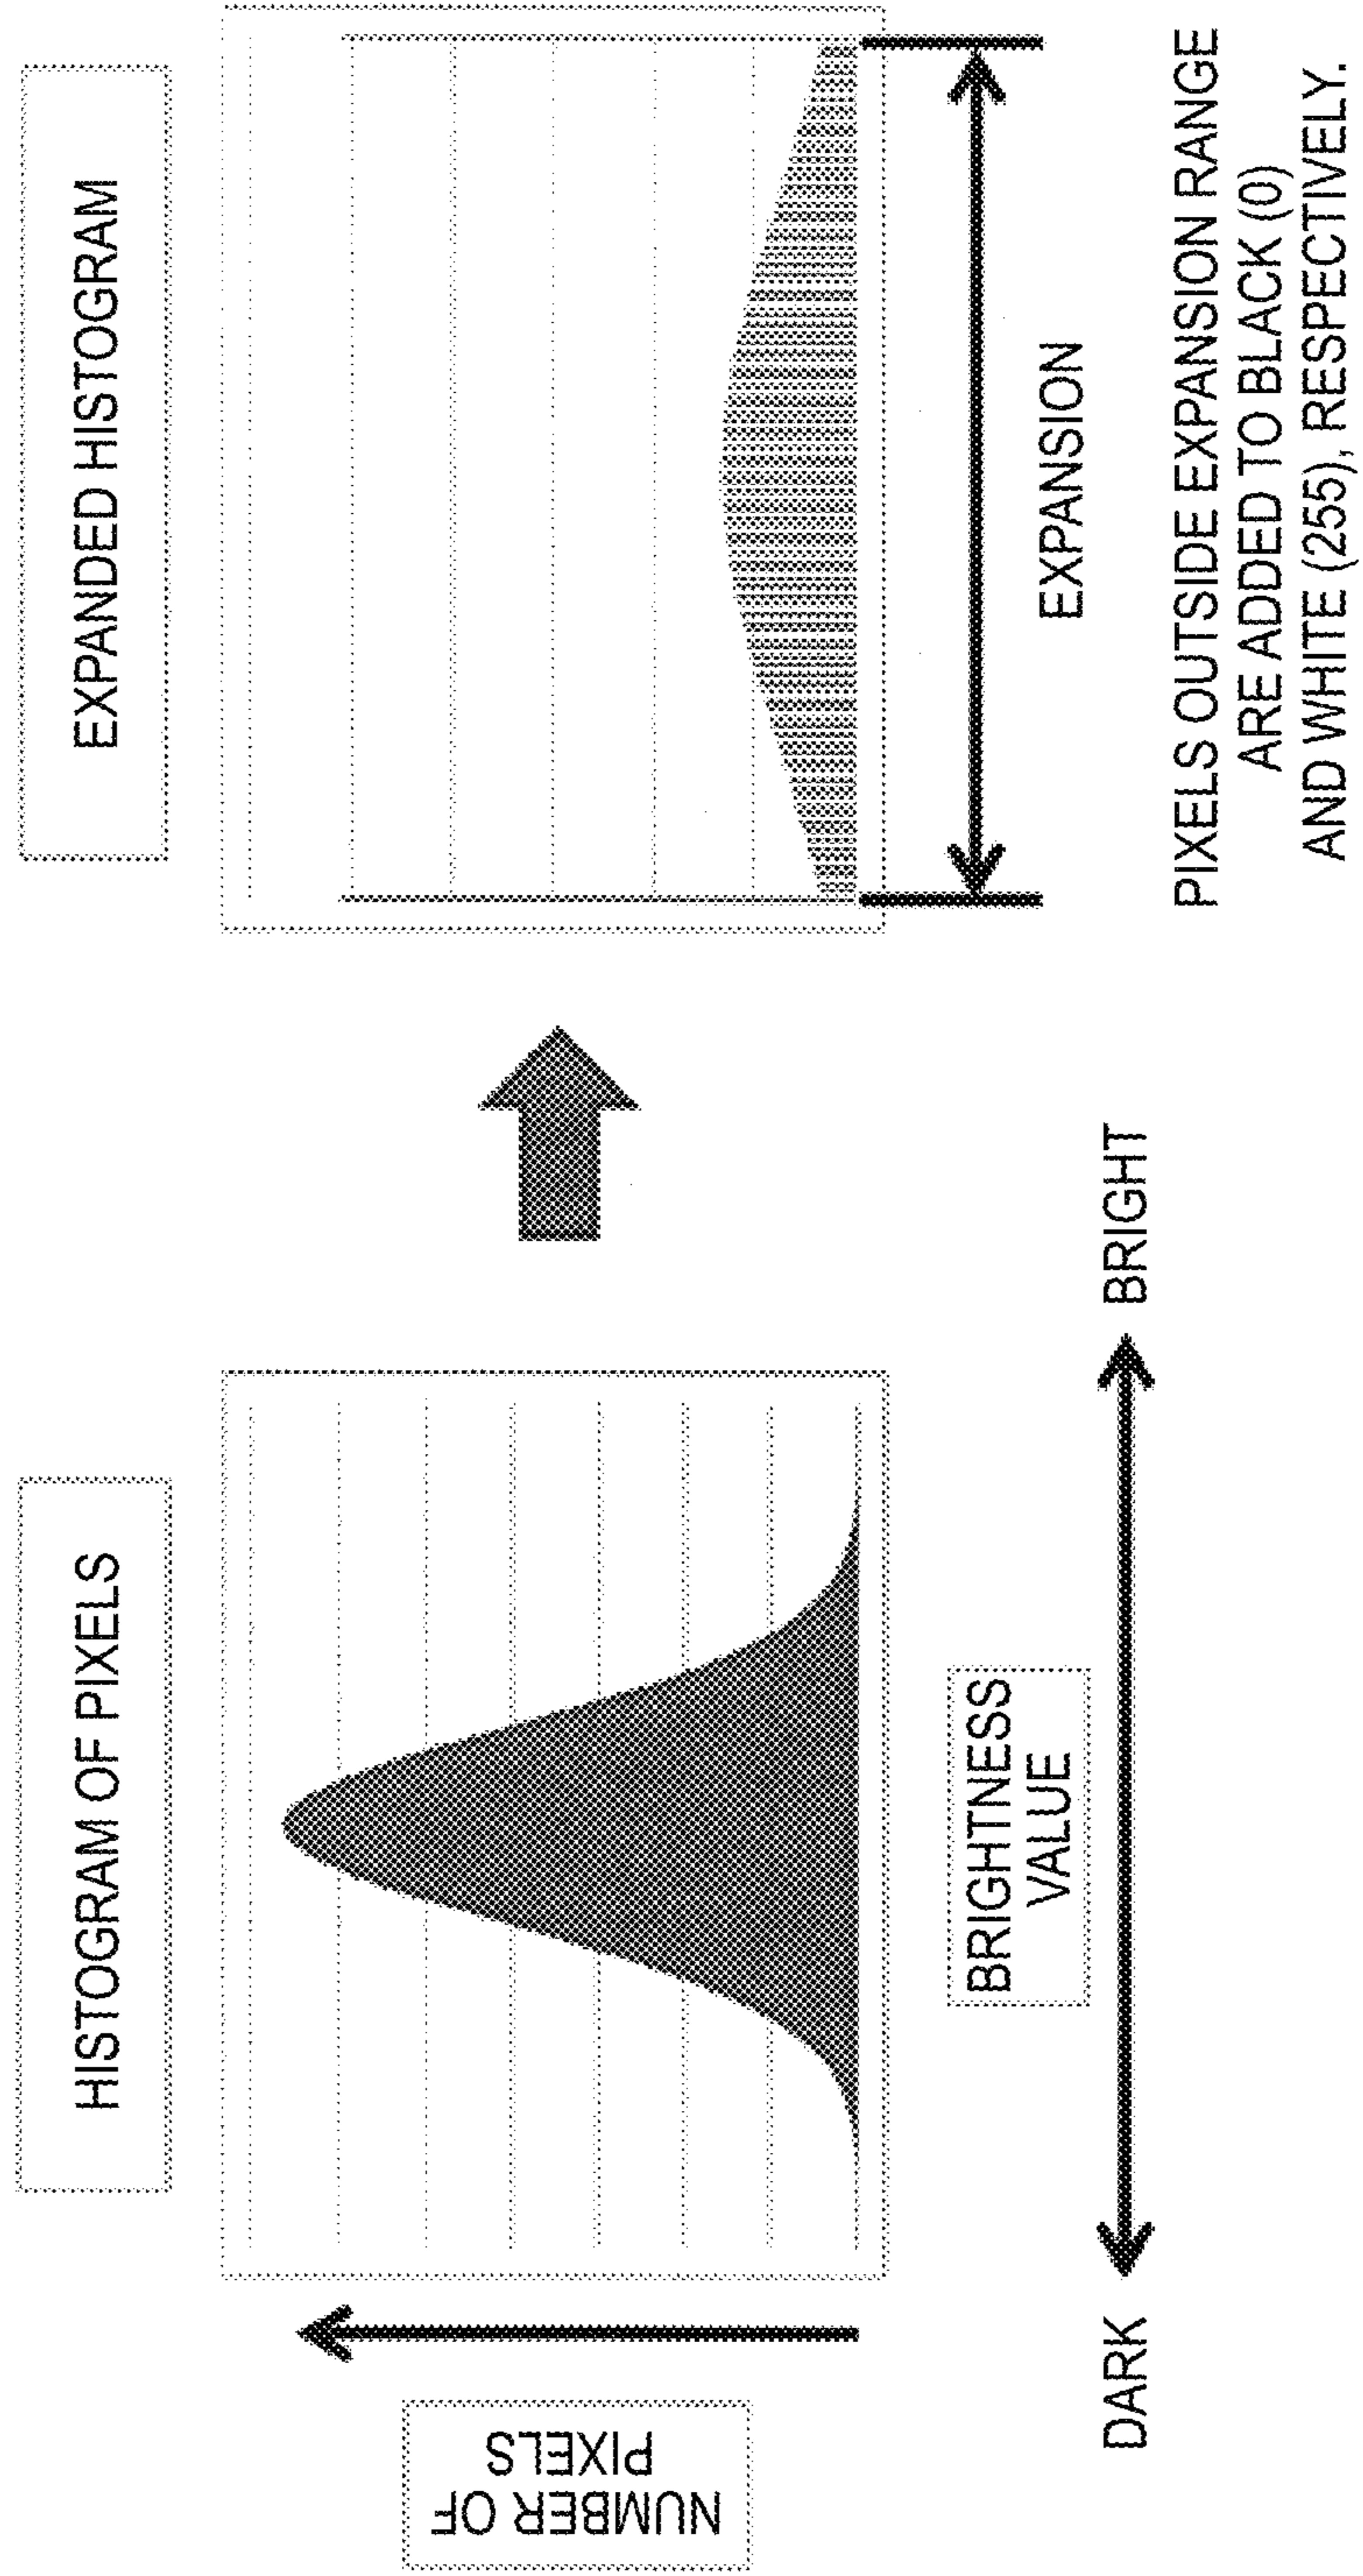 HISTOGRAM OF PIXELS
EXPANDED HISTOGRAM
NUMBER OF
PIXELS
BRIGHTNESS
VALUE
DARK
BRIGHT
EXPANSION
PIXELS OUTSIDE EXPANSION RANGE
ARE ADDED TO BLACK (0)
AND WHITE (255), RESPECTIVELY.